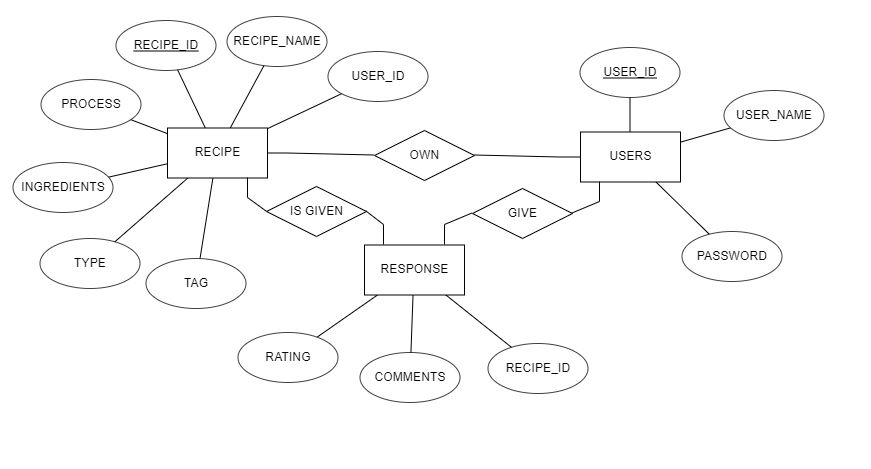 RECIPE_ID
RECIPE_NAME
USER_ID
USER_ID
PROCESS
USER_NAME
RECIPE
OWN
USERS
INGREDIENTS
IS GIVEN
GIVE
TYPE
TAG
RESPONSE
PASSWORD
RATING
COMMENTS
RECIPE_ID